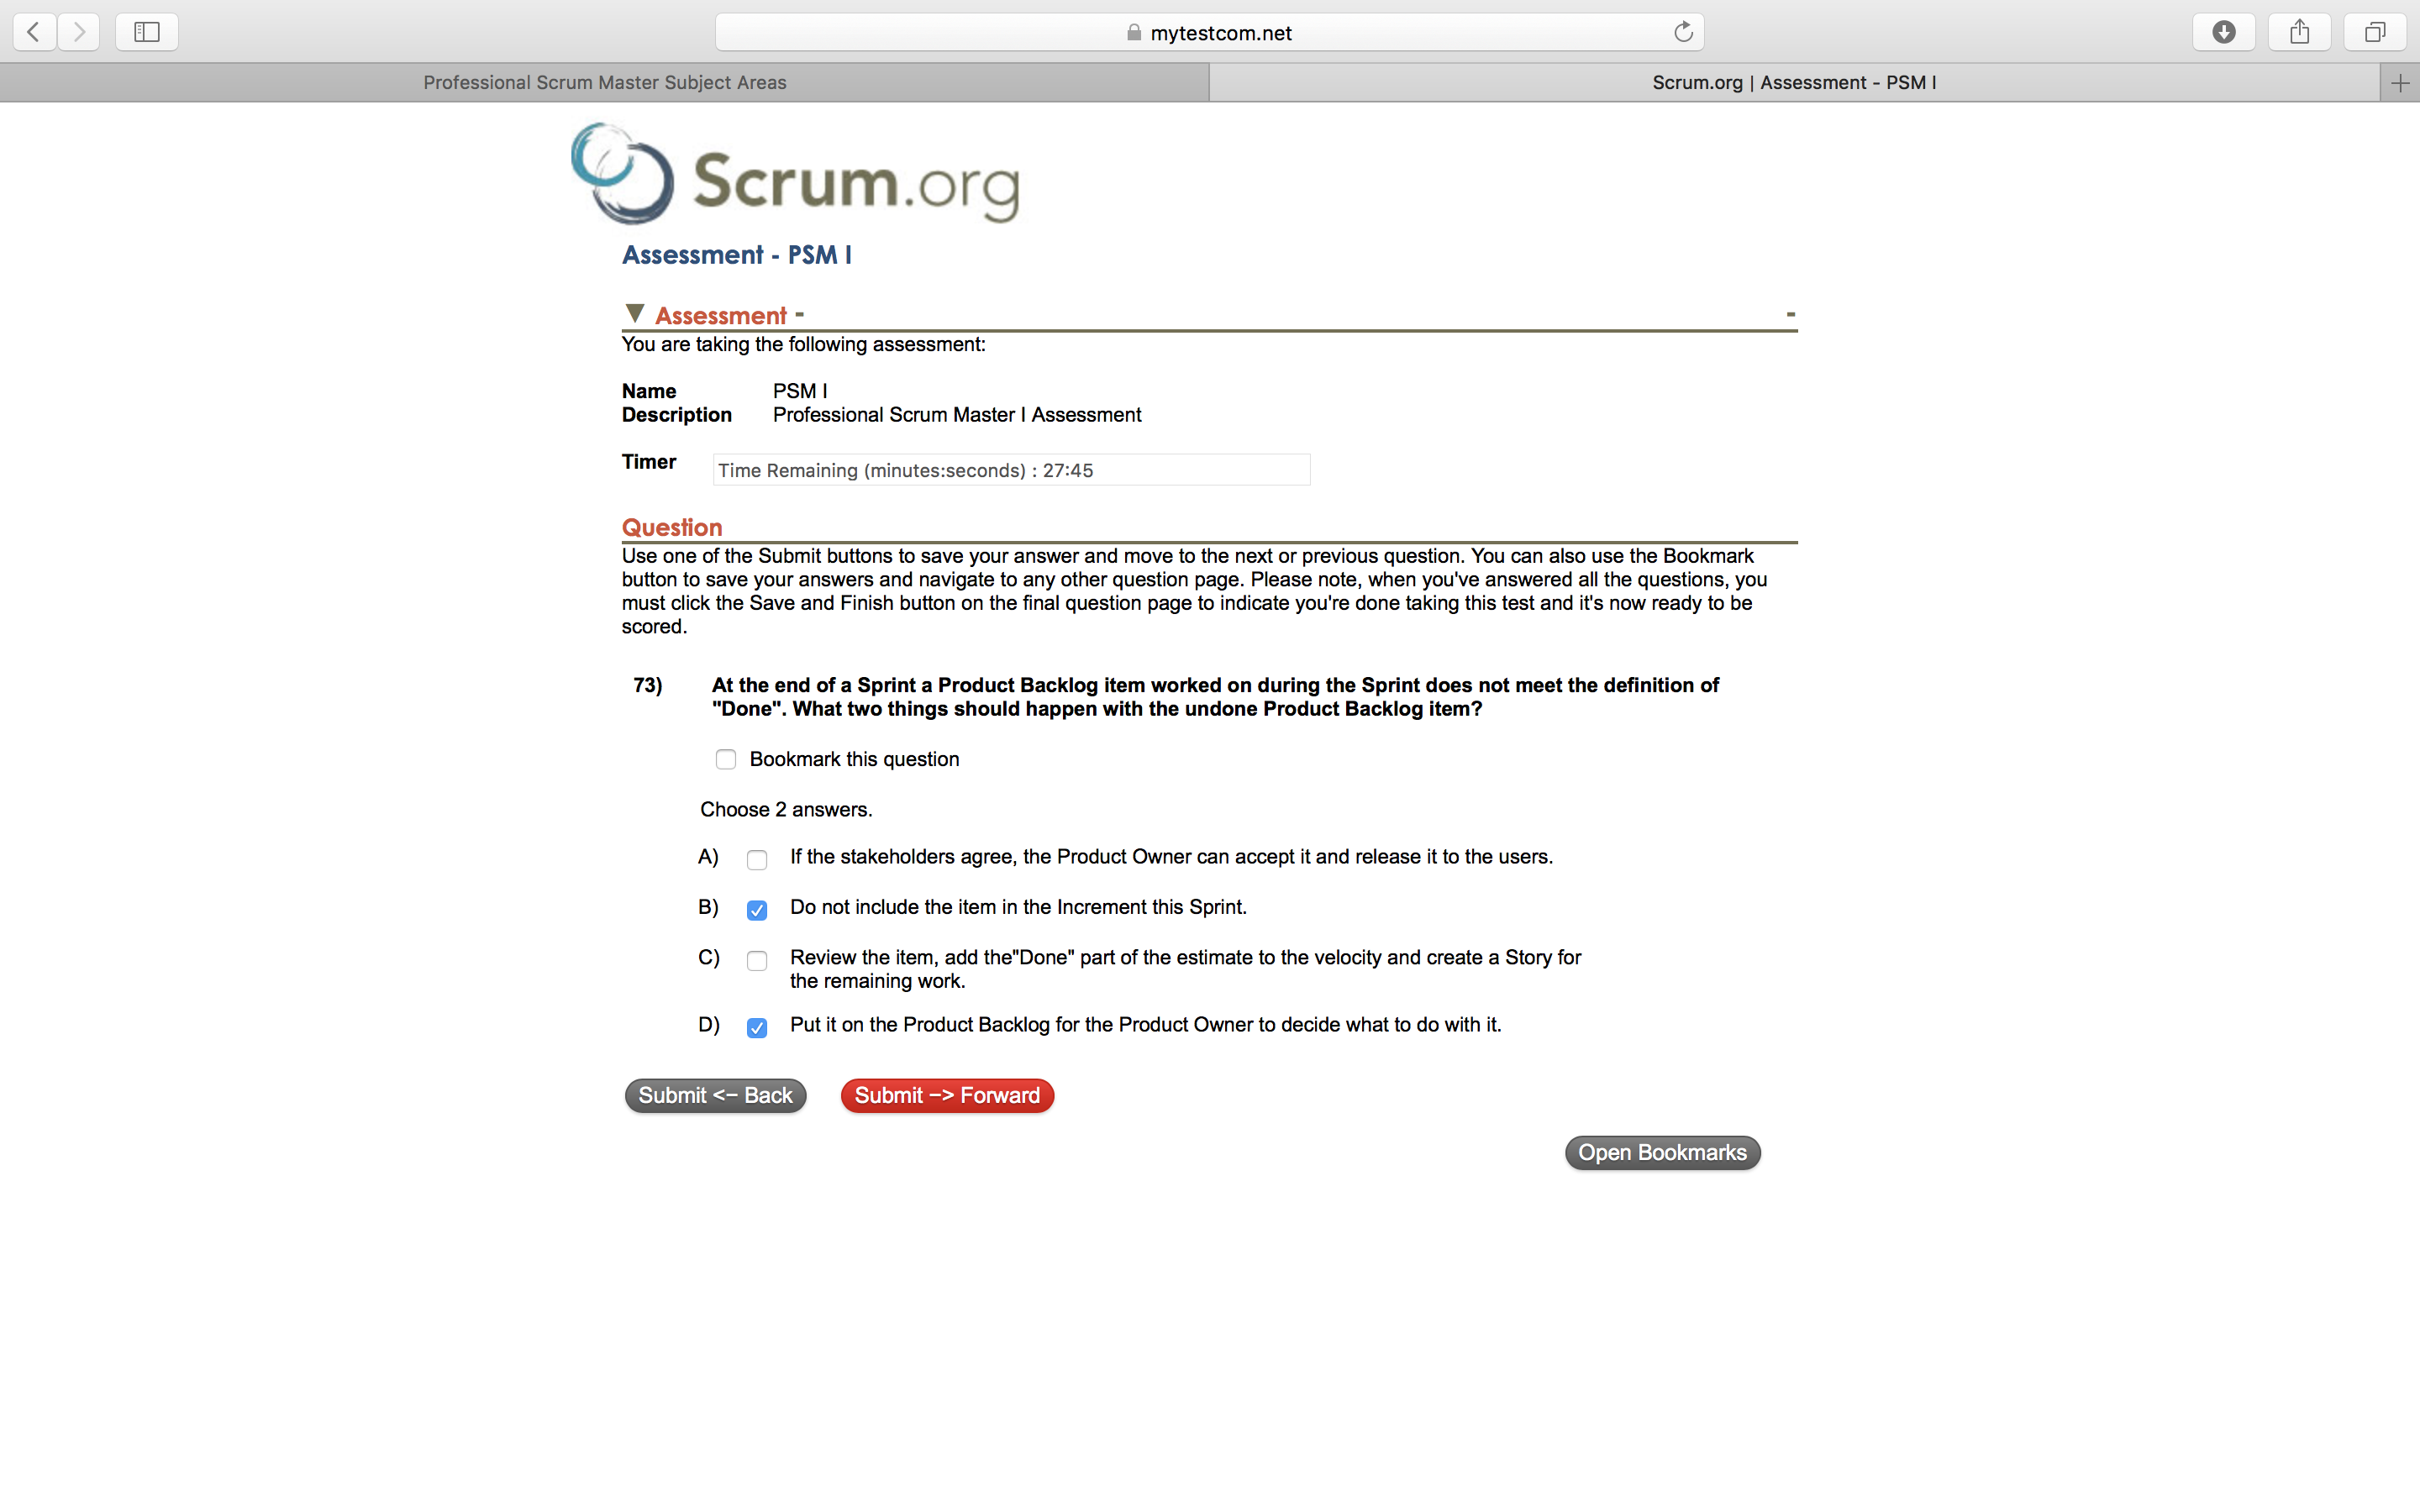 mytestcom.net
Professional Scrum Master Subject Areas
Scrum.org | Assessment - PSM I
Scrum.org
Assessment - PSM I
▼ Assessment - -
You are taking the following assessment:
Name PSM I
Description Professional Scrum Master I Assessment
Timer Time Remaining (minutes:seconds) : 27:45
Question
Use one of the Submit buttons to save your answer and move to the next or previous question. You can also use the Bookmark
button to save your answers and navigate to any other question page. Please note, when you've answered all the questions, you
must click the Save and Finish button on the final question page to indicate you're done taking this test and it's now ready to be
scored.
73) At the end of a Sprint a Product Backlog item worked on during the Sprint does not meet the definition of
"Done". What two things should happen with the undone Product Backlog item?
Bookmark this question
Choose 2 answers.
A) If the stakeholders agree, the Product Owner can accept it and release it to the users.
B) Do not include the item in the Increment this Sprint.
C) Review the item, add the"Done" part of the estimate to the velocity and create a Story for
the remaining work.
D) Put it on the Product Backlog for the Product Owner to decide what to do with it.
Submit <− Back Submit −> Forward
Open Bookmarks